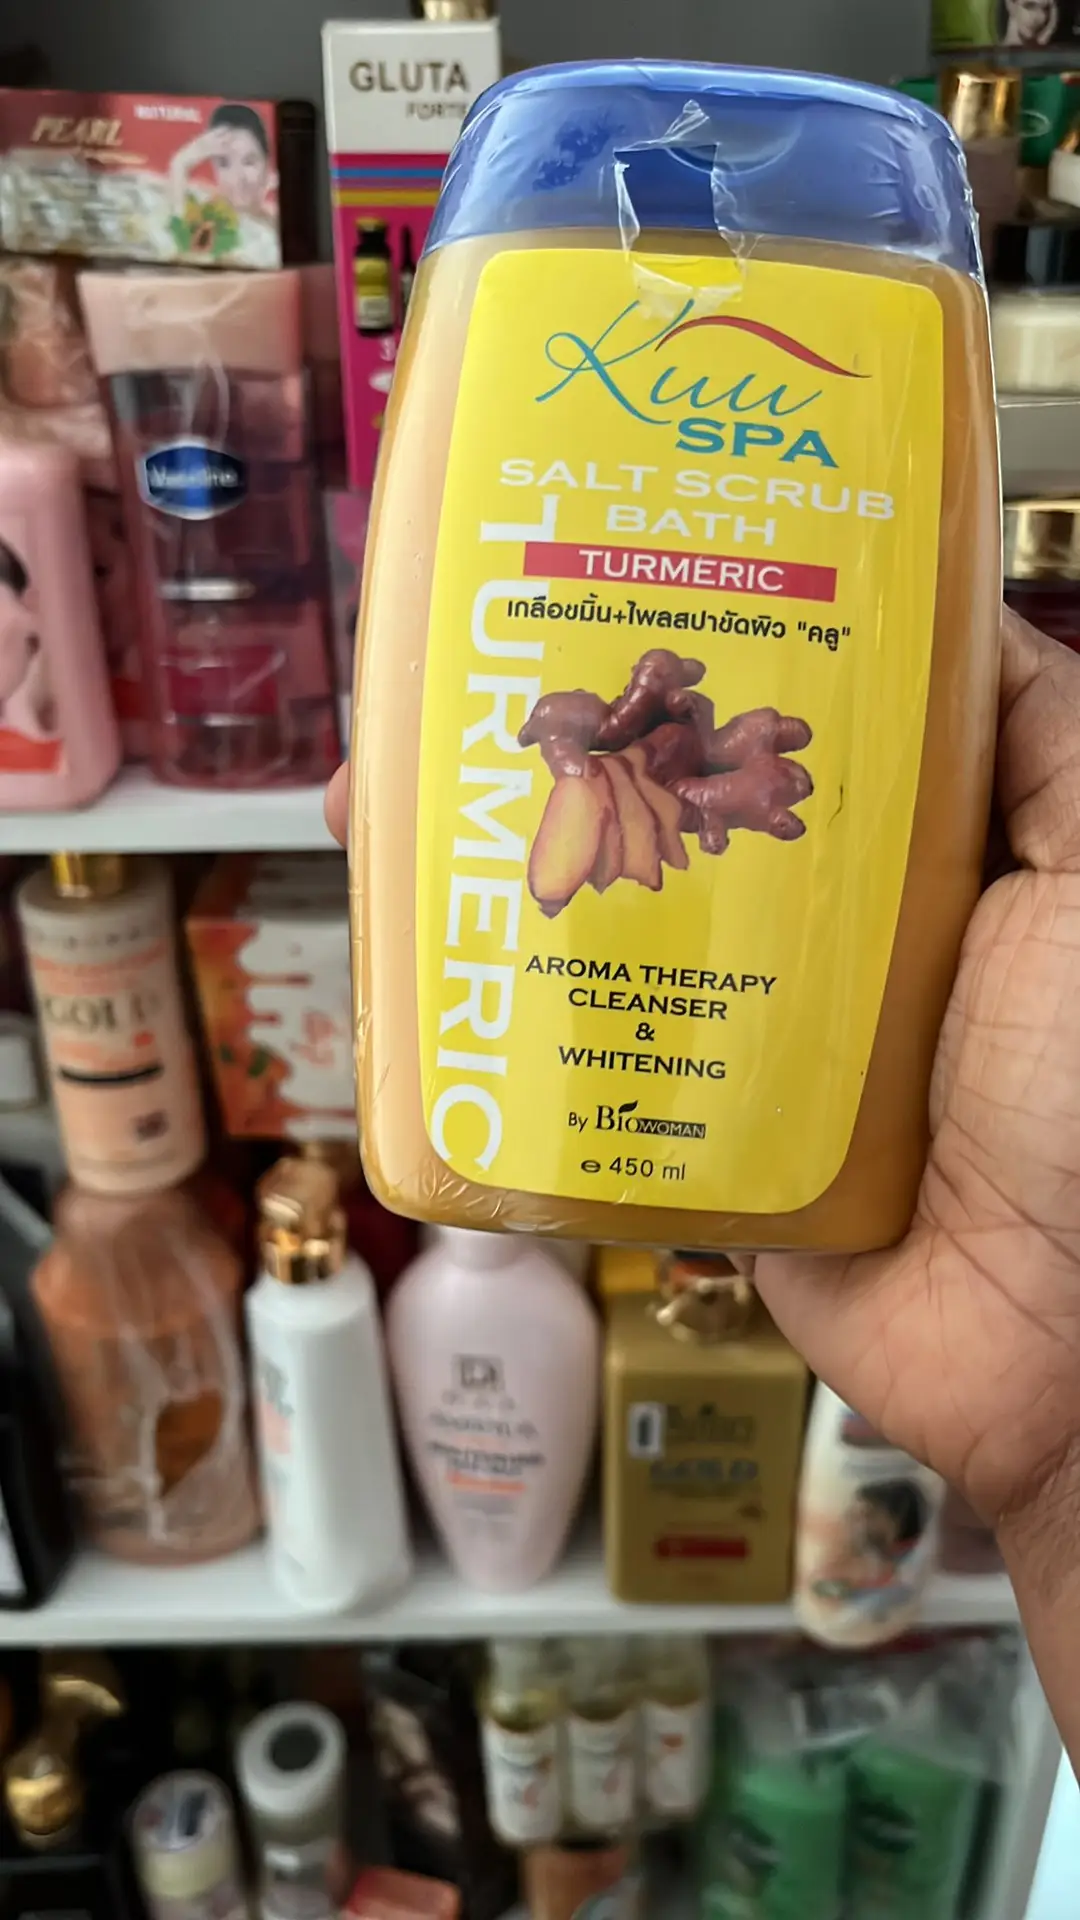 GLUTA
FORTE
PEARL
Vaseline
Kuu
SPA
SALT SCRUB
BATH
TURMERIC
TURMERIC
เกลือขมิ้น+ไพลสปาขัดผิว "คลู"
AROMA THERAPY
CLEANSER
&
WHITENING
By BioWOMAN
e 450 ml
GOLD
GOLD